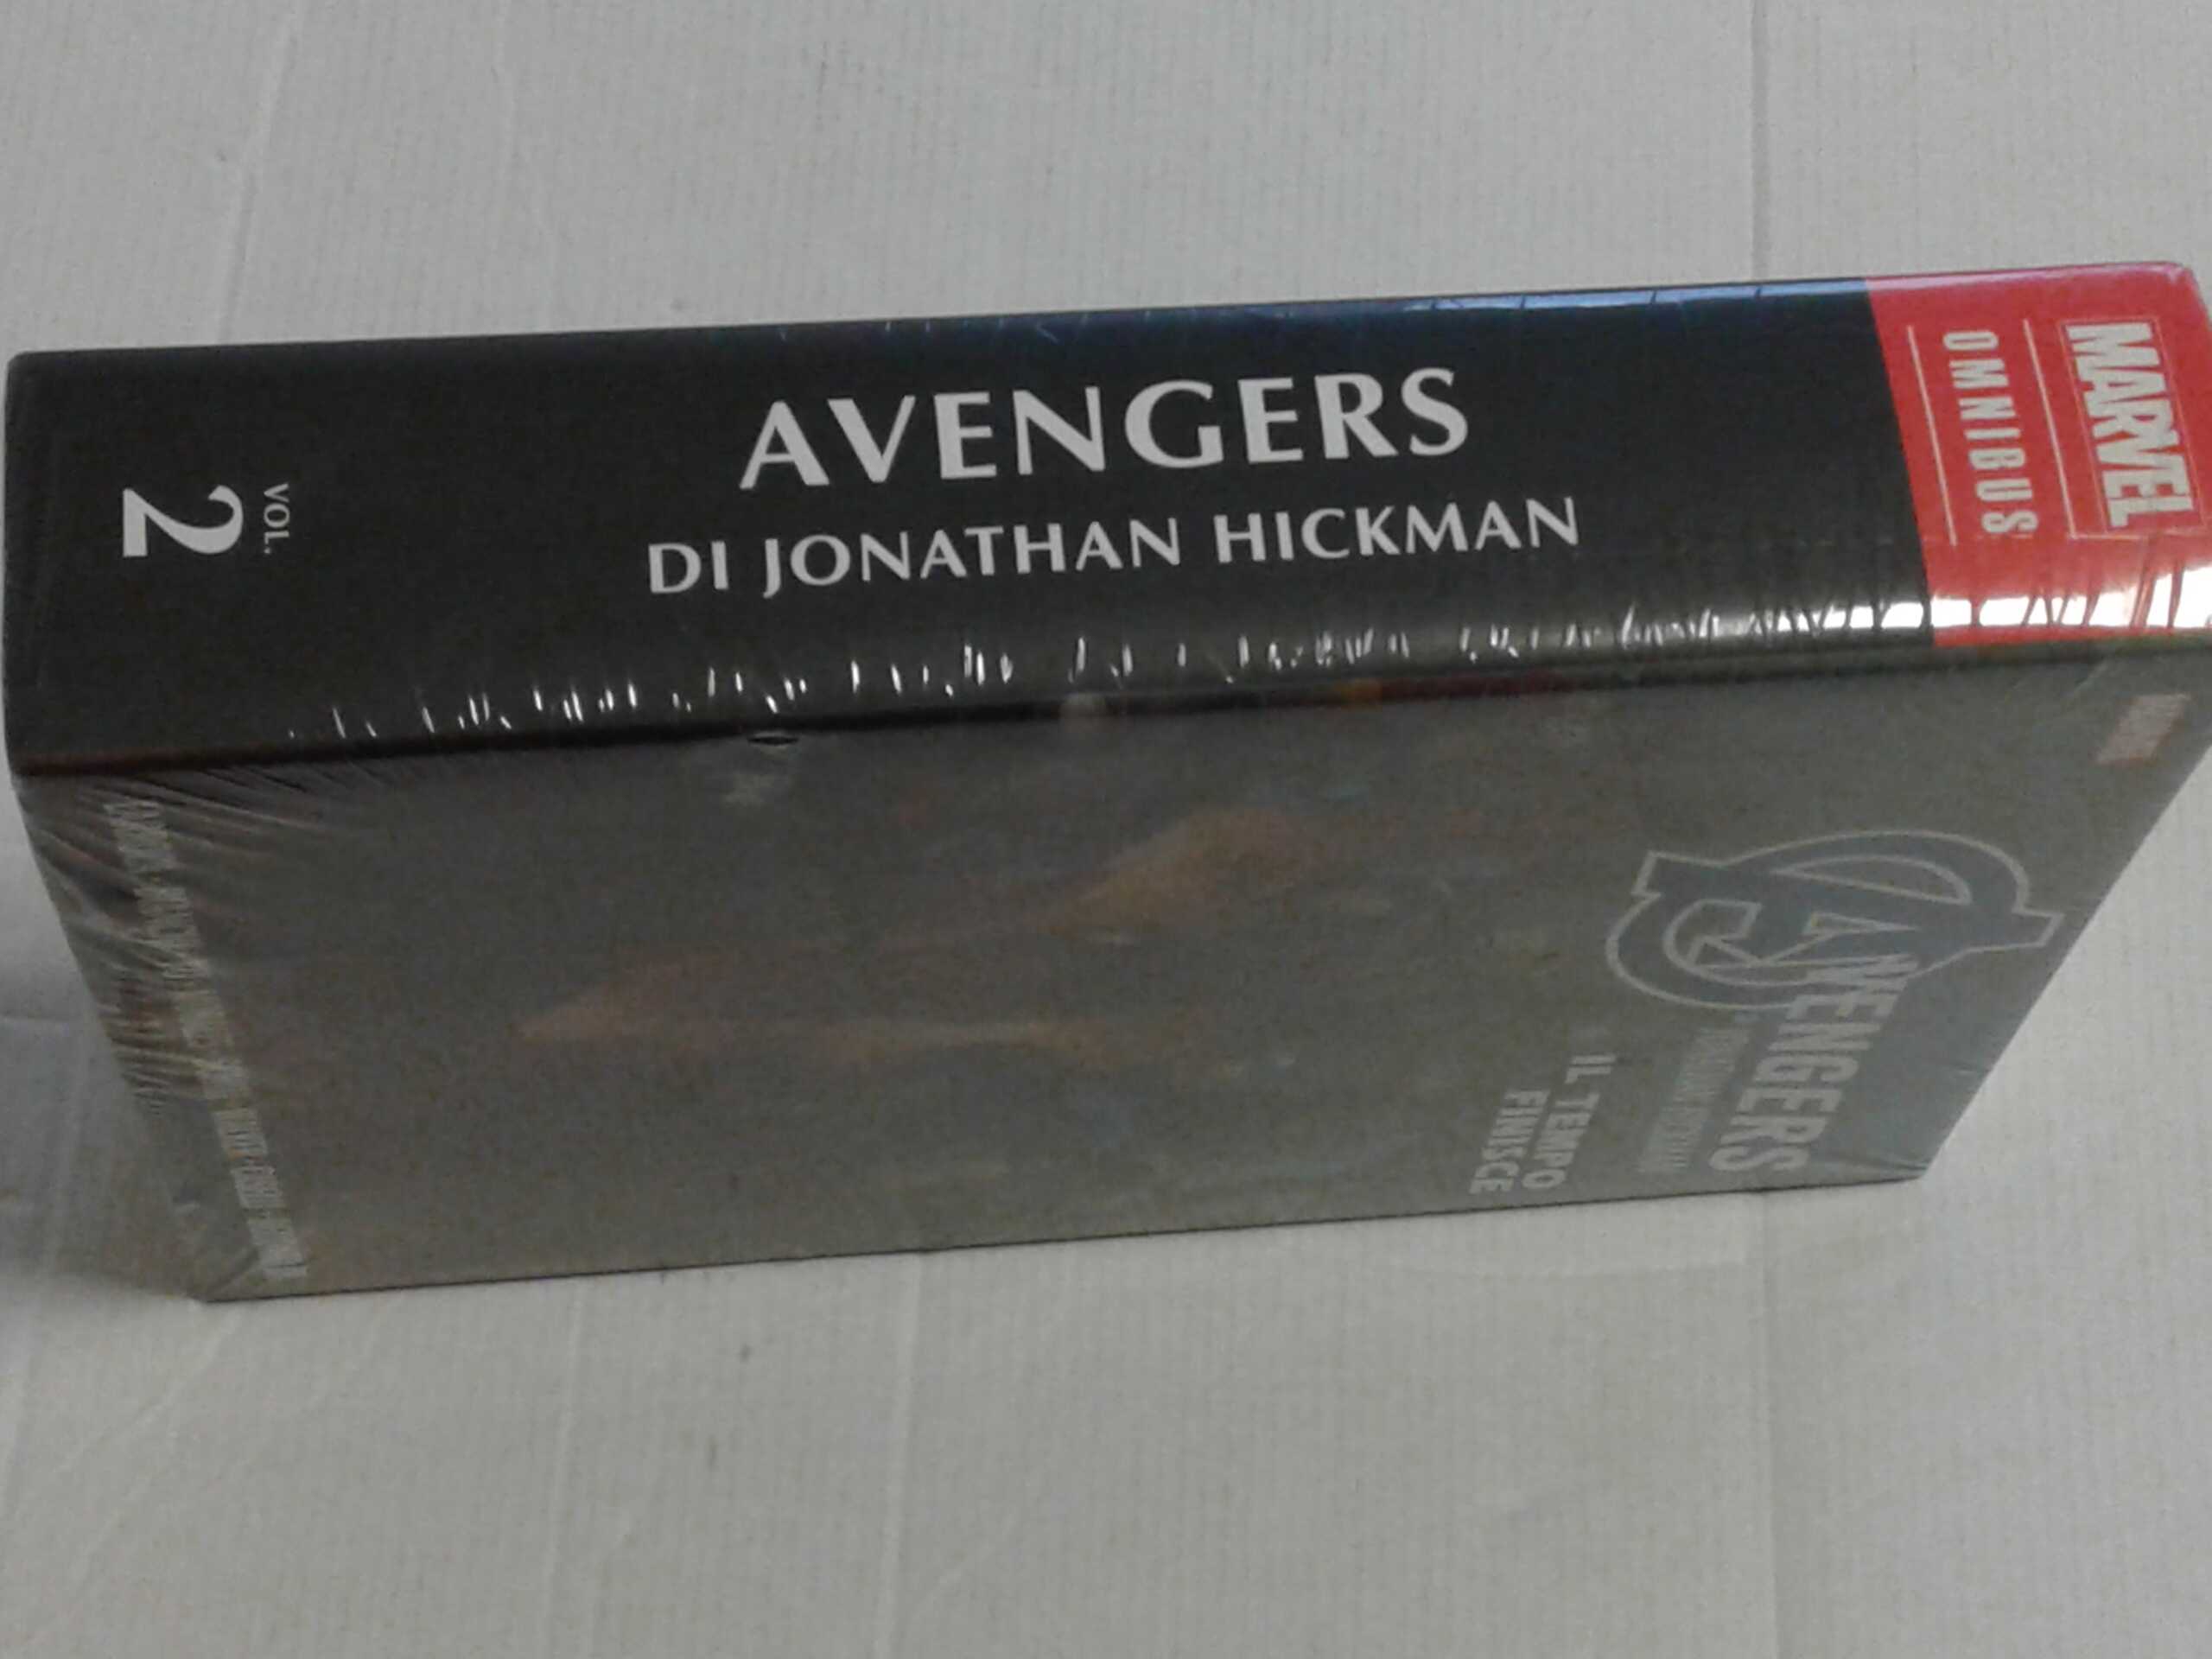 MARVEL
OMNIBUS
AVENGERS
DI JONATHAN HICKMAN
VOL.
2
AVENGERS
IL TEMPO
FINISCE